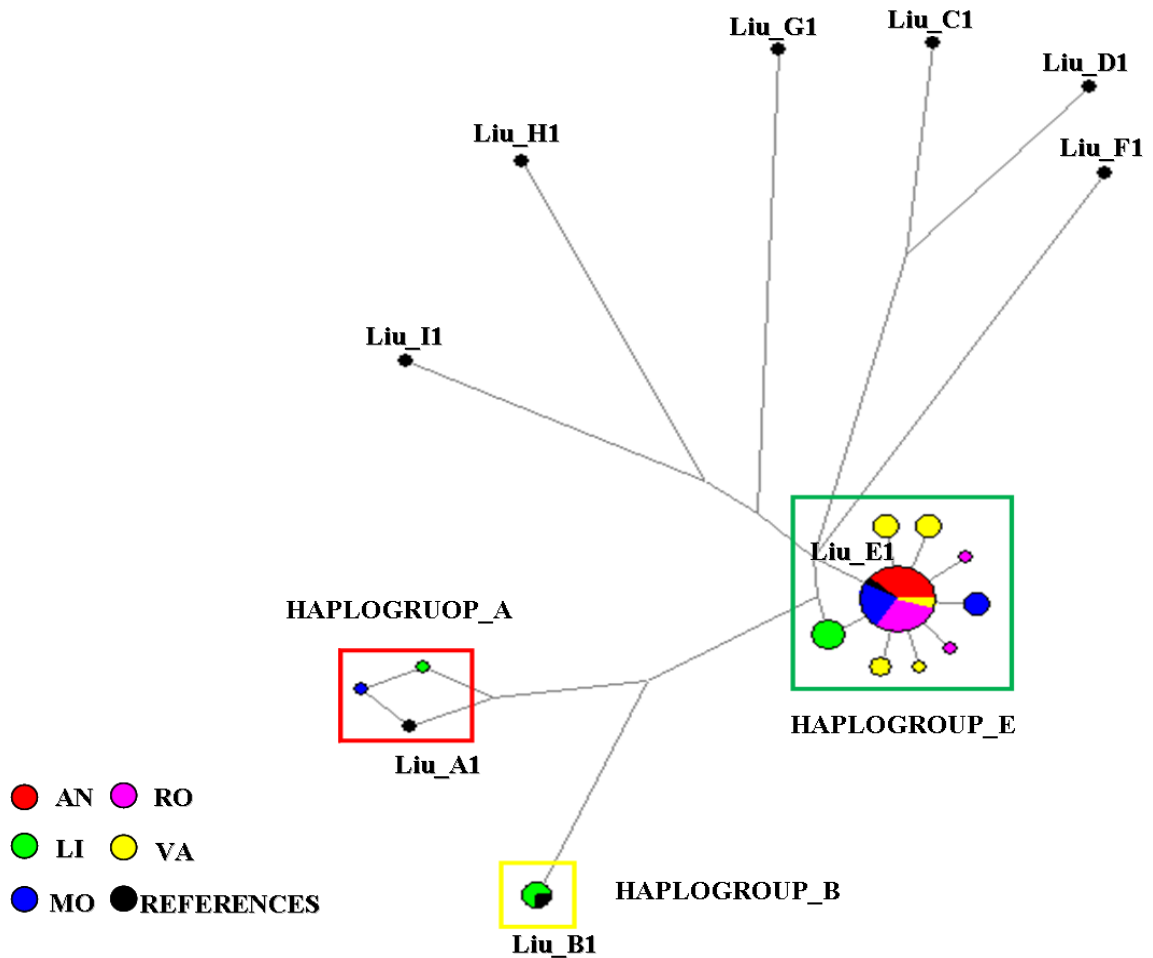 Liu_G1
Liu_C1
Liu_D1
Liu_H1
Liu_F1
Liu_I1
Liu_E1
HAPLOGRUOP_A
HAPLOGROUP_E
Liu_A1
AN
RO
LI
VA
MO
REFERENCES
HAPLOGROUP_B
Liu_B1